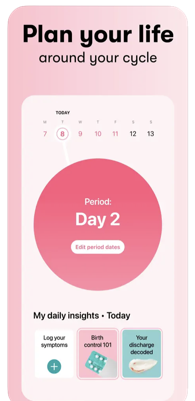 Plan your life
around your cycle
TODAY
M T W T F S S
7 8 9 10 11 12 13
Period:
Day 2
Edit period dates
My daily insights • Today
Log your
symptoms
Birth
control 101
Your
discharge
decoded